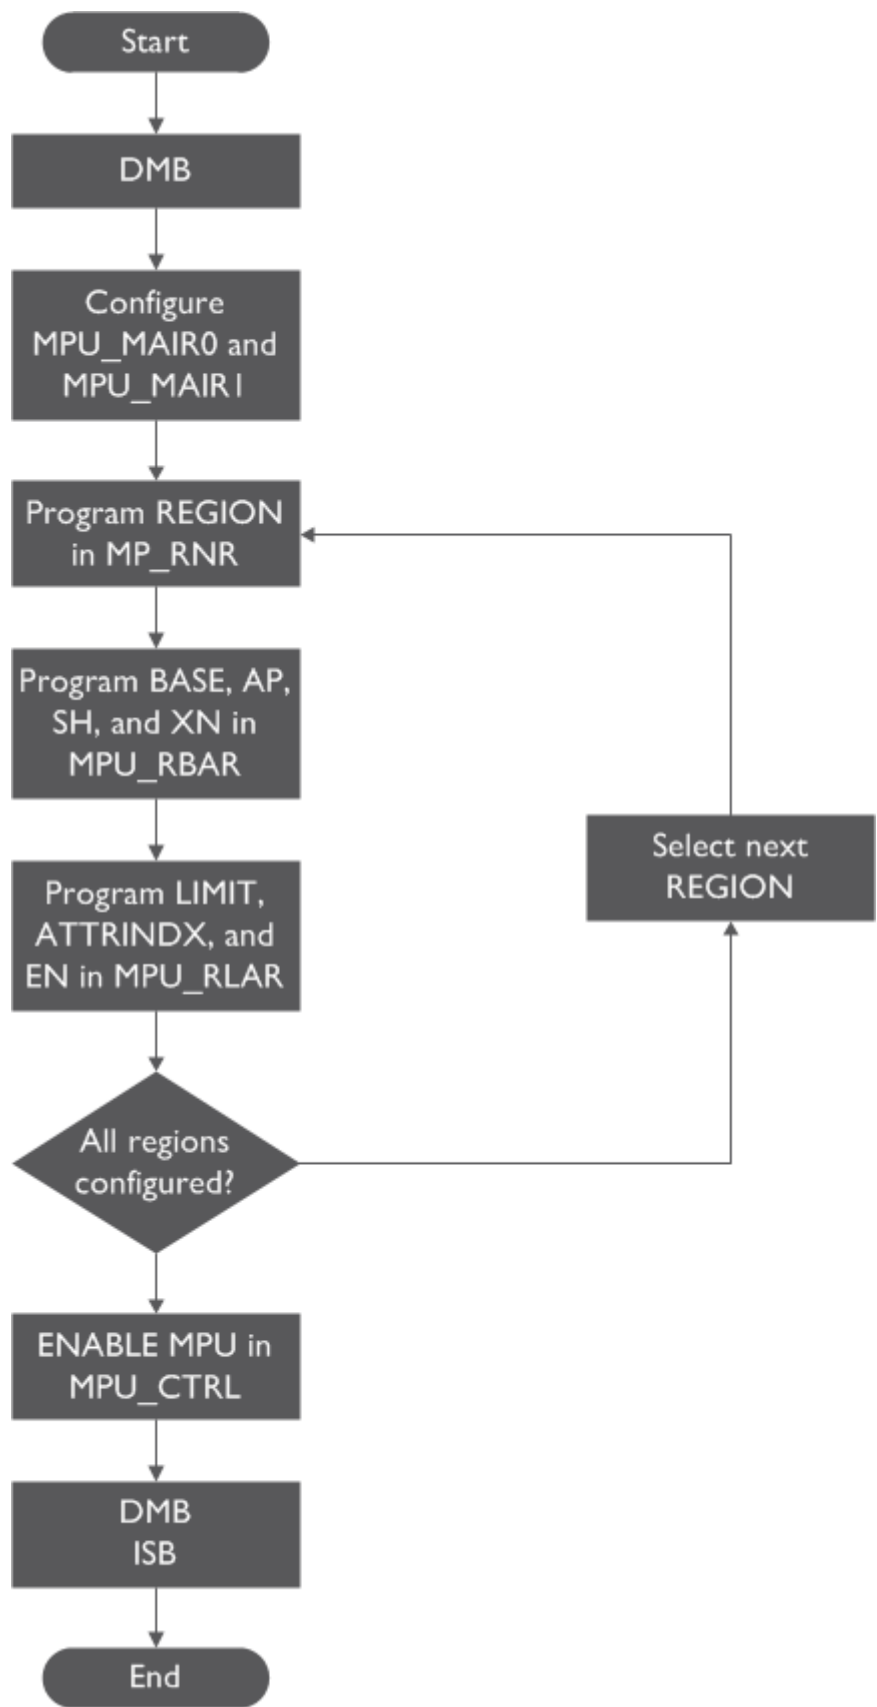 Start
DMB
Configure
MPU_MAIR0 and
MPU_MAIR1
Program REGION
in MP_RNR
Program BASE, AP,
SH, and XN in
MPU_RBAR
Program LIMIT,
ATTRINDX, and
EN in MPU_RLAR
Select next
REGION
All regions
configured?
ENABLE MPU in
MPU_CTRL
DMB
ISB
End